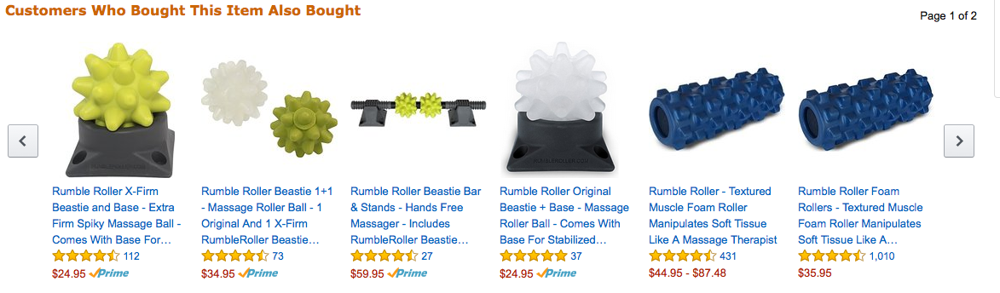 Customers Who Bought This Item Also Bought
Page 1 of 2
Rumble Roller X-Firm
Beastie and Base - Extra
Firm Spiky Massage Ball -
Comes With Base For…
112
$24.95 Prime
Rumble Roller Beastie 1+1
- Massage Roller Ball - 1
Original And 1 X-Firm
RumbleRoller Beastie…
73
$34.95 Prime
Rumble Roller Beastie Bar
& Stands - Hands Free
Massager - Includes
RumbleRoller Beastie…
27
$59.95 Prime
Rumble Roller Original
Beastie + Base - Massage
Roller Ball - Comes With
Base For Stabilized…
37
$24.95 Prime
Rumble Roller - Textured
Muscle Foam Roller
Manipulates Soft Tissue
Like A Massage Therapist
431
$44.95 - $87.48
Rumble Roller Foam
Rollers - Textured Muscle
Foam Roller Manipulates
Soft Tissue Like A…
1,010
$35.95